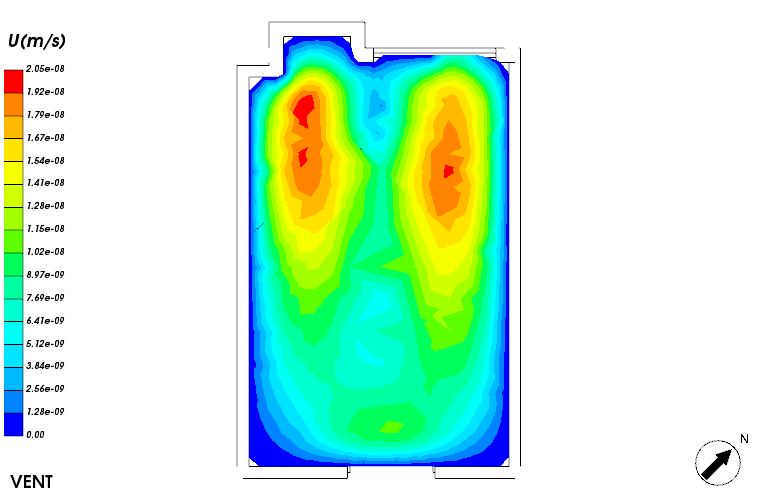 U(m/s)
2.05e-08
1.92e-08
1.79e-08
1.67e-08
1.54e-08
1.41e-08
1.28e-08
1.15e-08
1.02e-08
8.97e-09
7.69e-09
6.41e-09
5.12e-09
3.84e-09
2.56e-09
1.28e-09
0.00
N
VENT